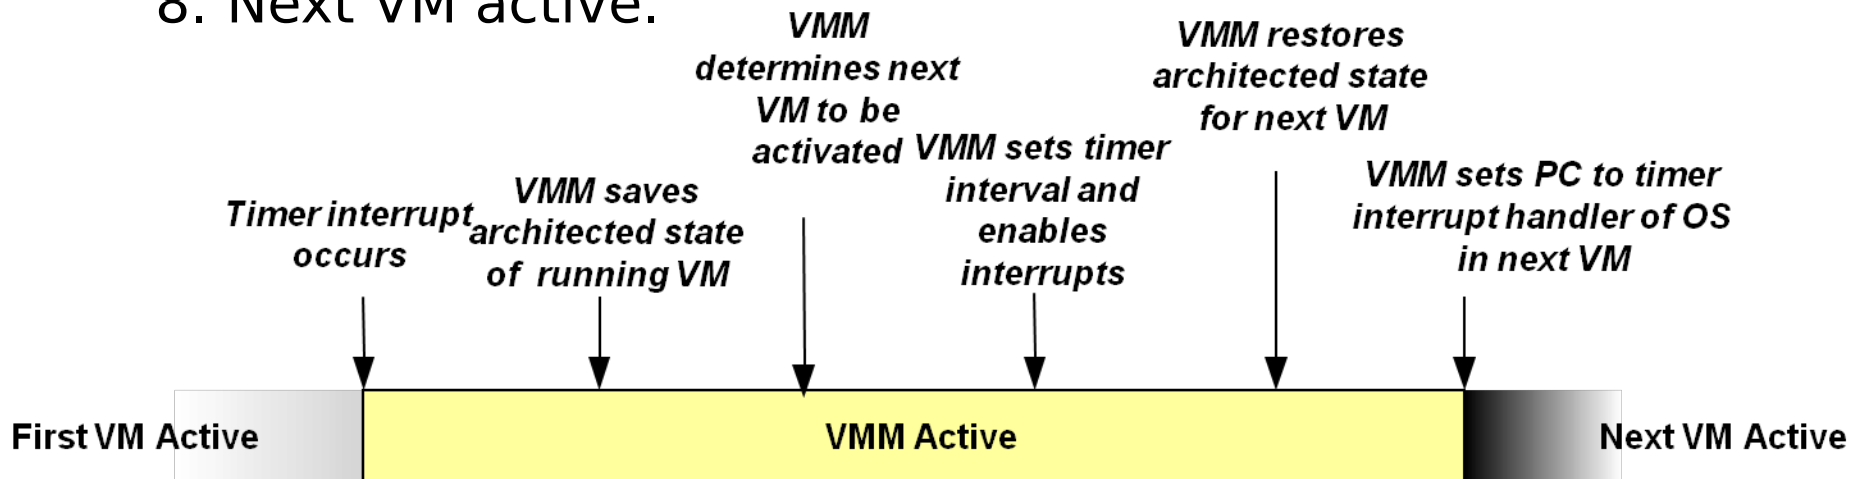 8. Next VM active.
VMM
determines next
VM to be
activated
VMM restores
architected state
for next VM
VMM sets timer
interval and
enables
interrupts
VMM sets PC to timer
interrupt handler of OS
in next VM
VMM saves
architected state
of running VM
Timer interrupt
occurs
First VM Active
VMM Active
Next VM Active